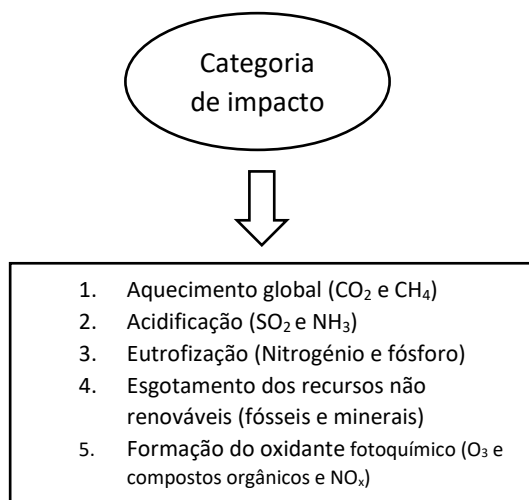 Categoria
de impacto
1. Aquecimento global (CO₂ e CH₄)
2. Acidificação (SO₂ e NH₃)
3. Eutrofização (Nitrogénio e fósforo)
4. Esgotamento dos recursos não
renováveis (fósseis e minerais)
5. Formação do oxidante fotoquímico (O₃ e
compostos orgânicos e NOₓ)